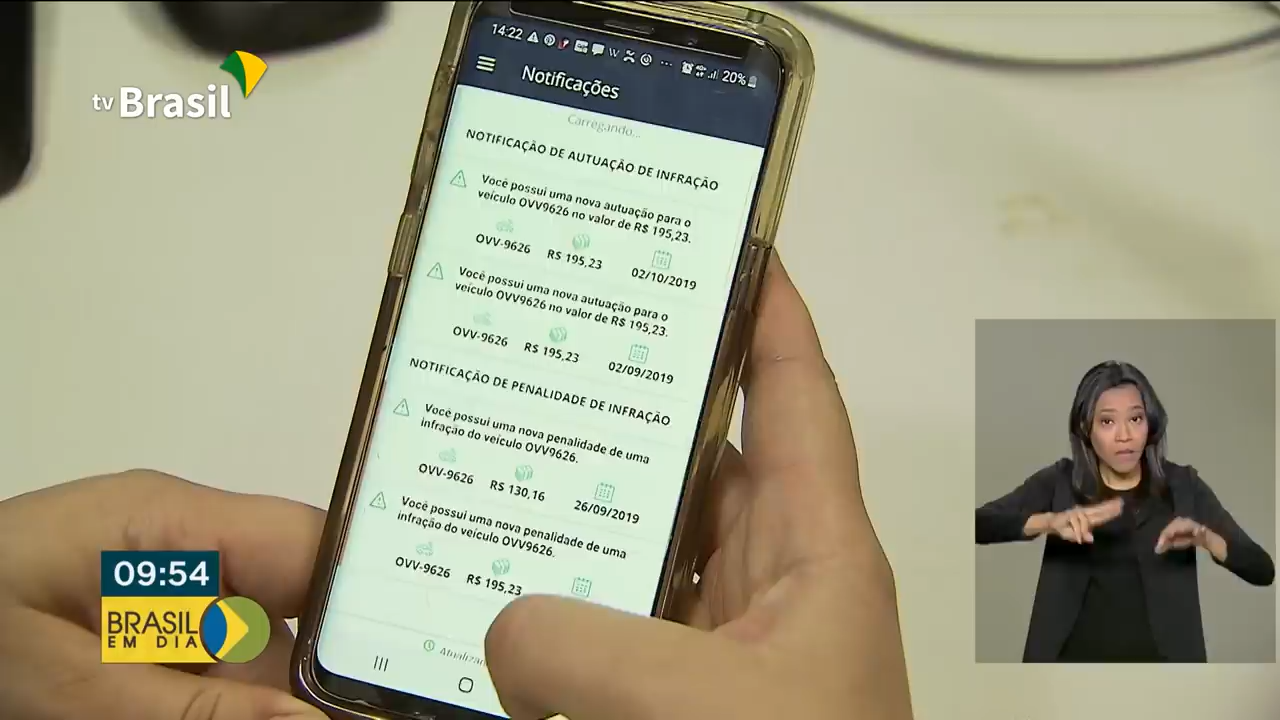 tv Brasil
14:22
20%
Notificações
Carregando...
NOTIFICAÇÃO DE AUTUAÇÃO DE INFRAÇÃO
Você possui uma nova autuação para o
veículo OVV9626 no valor de R$ 195,23.
OVV-9626 R$ 195,23 02/10/2019
Você possui uma nova autuação para o
veículo OVV9626 no valor de R$ 195,23.
OVV-9626 R$ 195,23 02/09/2019
NOTIFICAÇÃO DE PENALIDADE DE INFRAÇÃO
Você possui uma nova penalidade de uma
infração do veículo OVV9626.
OVV-9626 R$ 130,16 26/09/2019
Você possui uma nova penalidade de uma
infração do veículo OVV9626.
OVV-9626 R$ 195,23
09:54
BRASIL
EM DIA